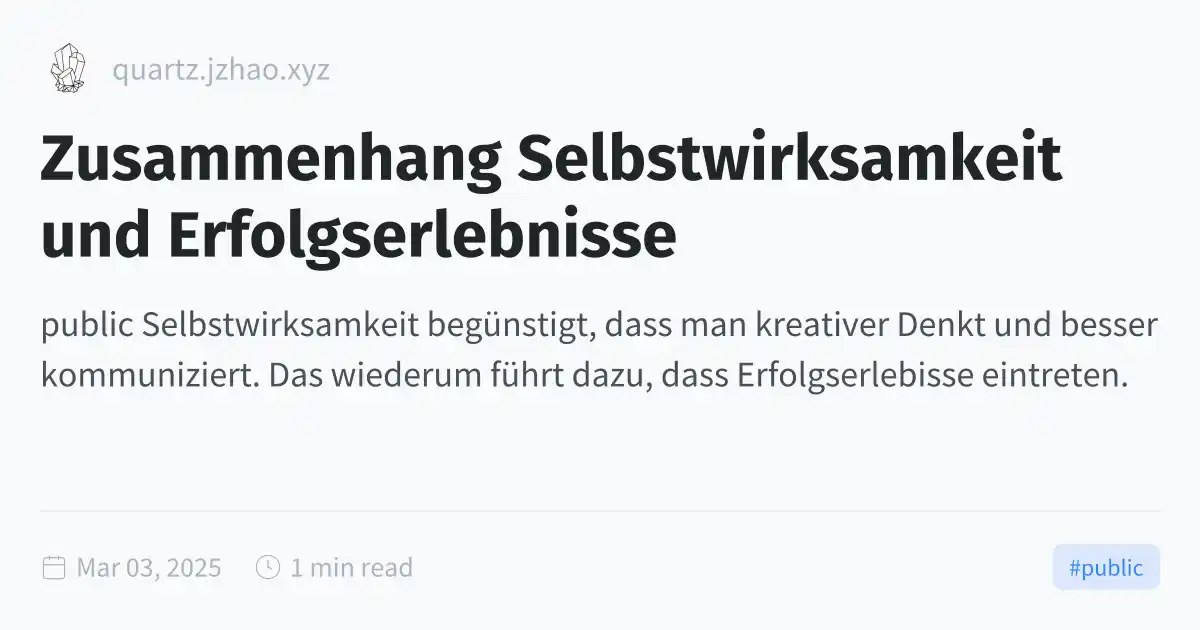 quartz.jzhao.xyz
Zusammenhang Selbstwirksamkeit
und Erfolgserlebnisse
public Selbstwirksamkeit begünstigt, dass man kreativer Denkt und besser
kommuniziert. Das wiederum führt dazu, dass Erfolgserlebisse eintreten.
Mar 03, 2025 1 min read #public